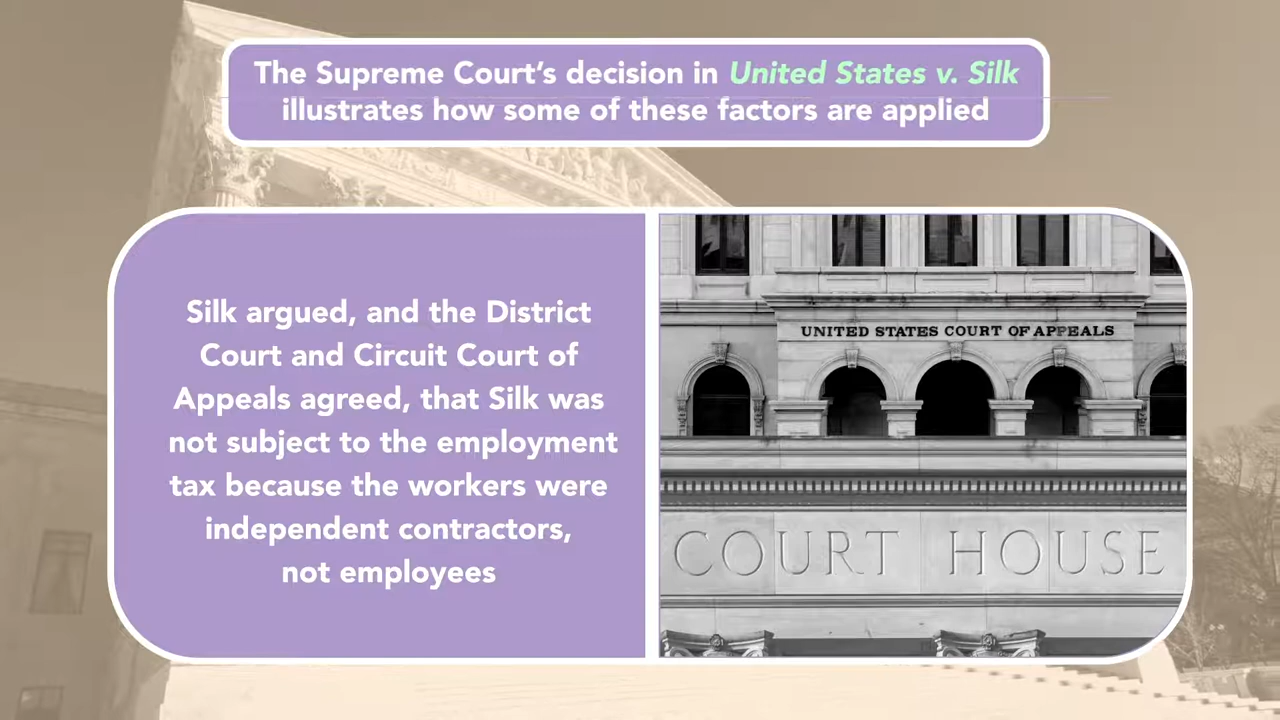 The Supreme Court's decision in United States v. Silk
illustrates how some of these factors are applied
Silk argued, and the District
Court and Circuit Court of
Appeals agreed, that Silk was
not subject to the employment
tax because the workers were
independent contractors,
not employees
UNITED STATES COURT OF APPEALS
COURT HOUSE